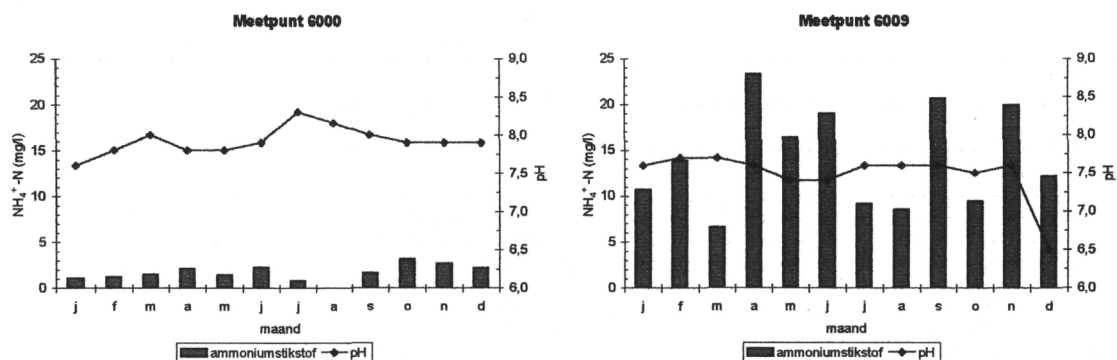 Meetpunt 6000
NH4+ -N (mg/l)
25
20
15
10
5
0
9,0
8,5
8,0
7,5
7,0
6,5
6,0
pH
j f m a m j j a s o n d
maand
ammoniumstikstof pH
Meetpunt 6009
NH4+ -N (mg/l)
25
20
15
10
5
0
9,0
8,5
8,0
7,5
7,0
6,5
6,0
pH
j f m a m j j a s o n d
maand
ammoniumstikstof pH